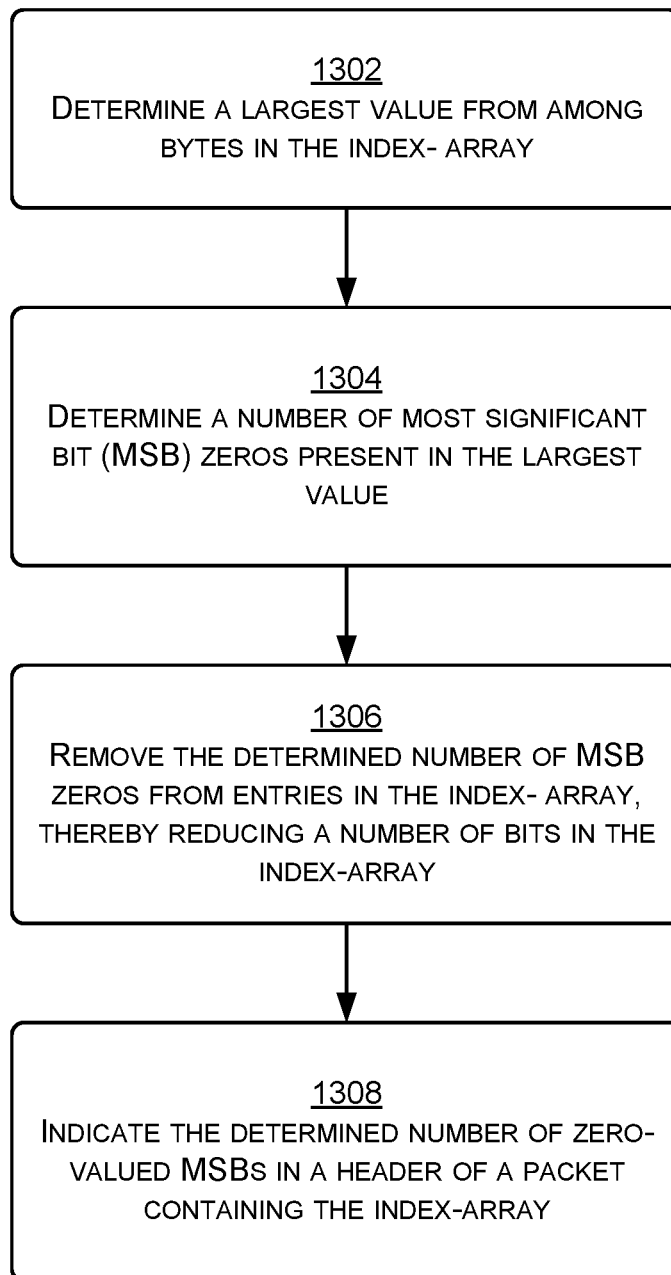 1302
DETERMINE A LARGEST VALUE FROM AMONG
BYTES IN THE INDEX- ARRAY
1304
DETERMINE A NUMBER OF MOST SIGNIFICANT
BIT (MSB) ZEROS PRESENT IN THE LARGEST
VALUE
1306
REMOVE THE DETERMINED NUMBER OF MSB
ZEROS FROM ENTRIES IN THE INDEX- ARRAY,
THEREBY REDUCING A NUMBER OF BITS IN THE
INDEX-ARRAY
1308
INDICATE THE DETERMINED NUMBER OF ZERO-
VALUED MSBS IN A HEADER OF A PACKET
CONTAINING THE INDEX-ARRAY